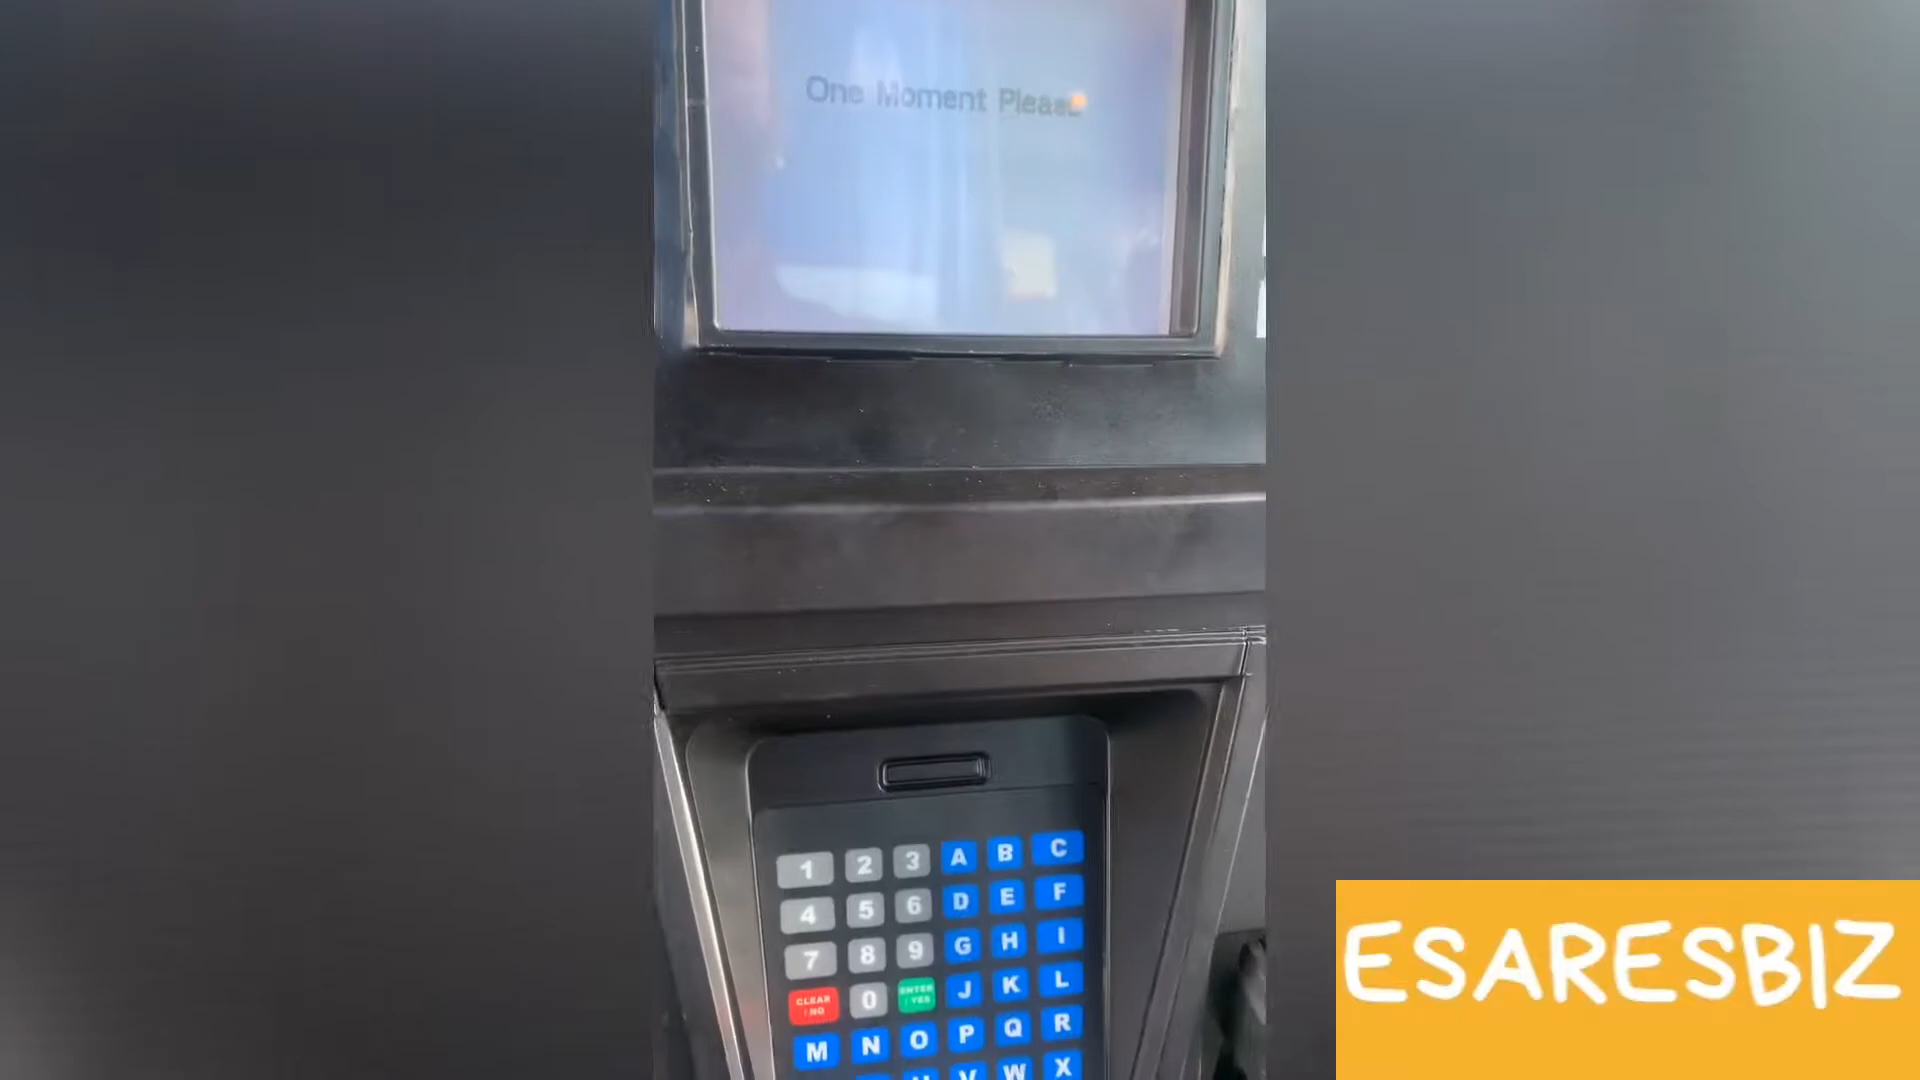 One Moment Please
1 2 3 A B C
4 5 6 D E F
7 8 9 G H I
CLEAR / NO 0 ENTER / YES J K L
M N O P Q R
V W X
ESARESBIZ